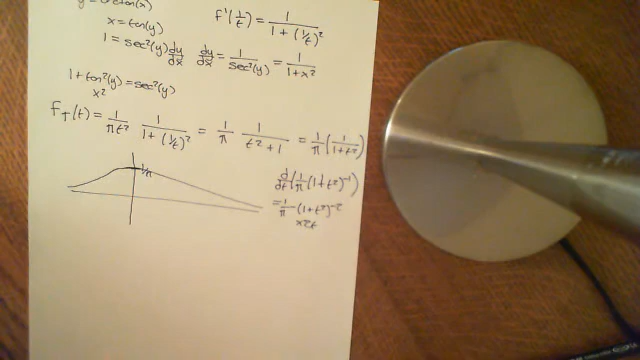 y = arctan(x)
x = tan(y)
f'(1/t) = 1/(1 + (1/t)²)
1 = sec²(y) dy/dx   dy/dx = 1/sec²(y) = 1/(1+x²)
1 + tan²(y) = sec²(y)
x²
f_T(t) = 1/(πt²) 1/(1 + (1/t)²) = 1/π 1/(t² + 1) = 1/π (1/(1+t²))
1/π
d/dt (1/π (1+t²)⁻¹)
= 1/π (1+t²)⁻²
x2t